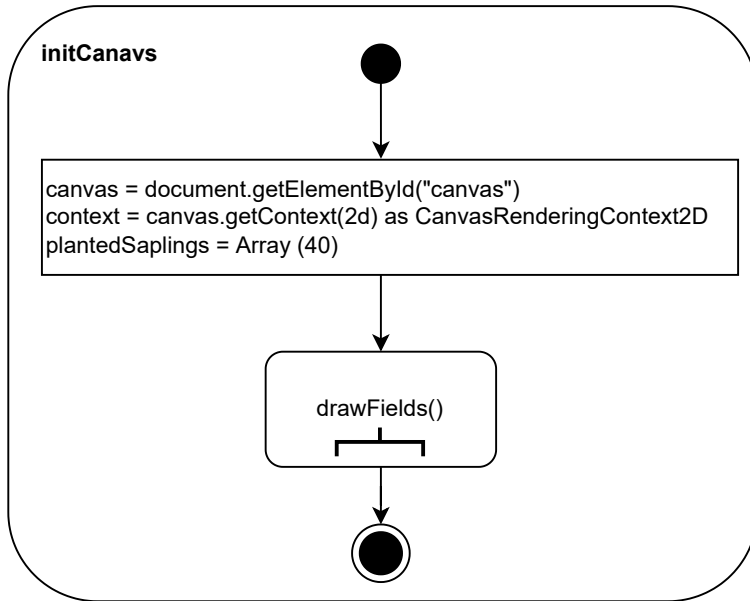 initCanavs
canvas = document.getElementById("canvas")
context = canvas.getContext(2d) as CanvasRenderingContext2D
plantedSaplings = Array (40)
drawFields()